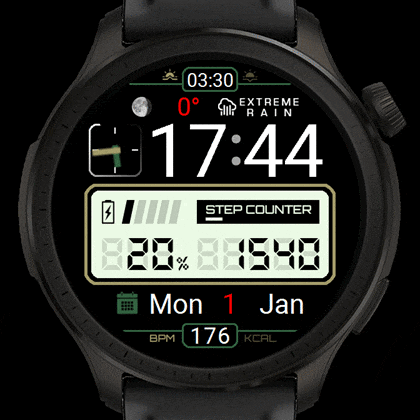 03:30
0° EXTREME
RAIN
17:44
STEP COUNTER
20% 1540
Mon 1 Jan
BPM 176 KCAL